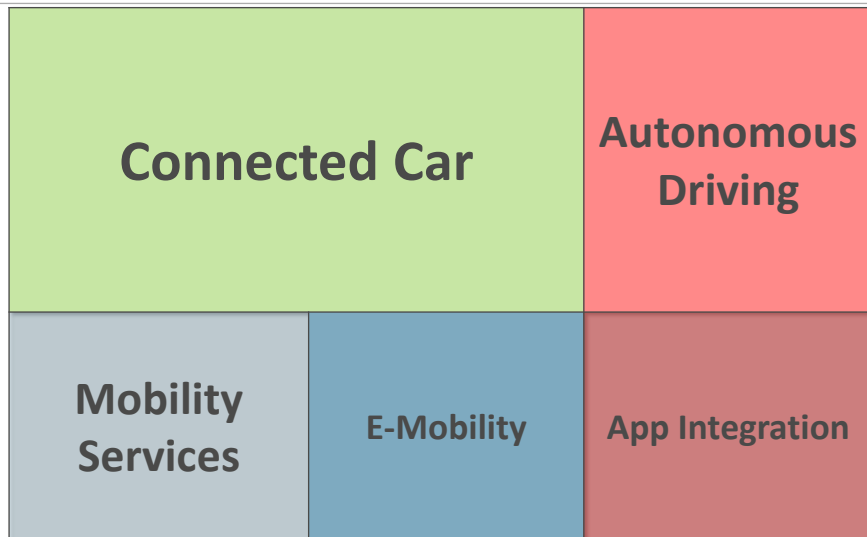 Connected Car
Autonomous
Driving
Mobility
Services
E-Mobility
App Integration